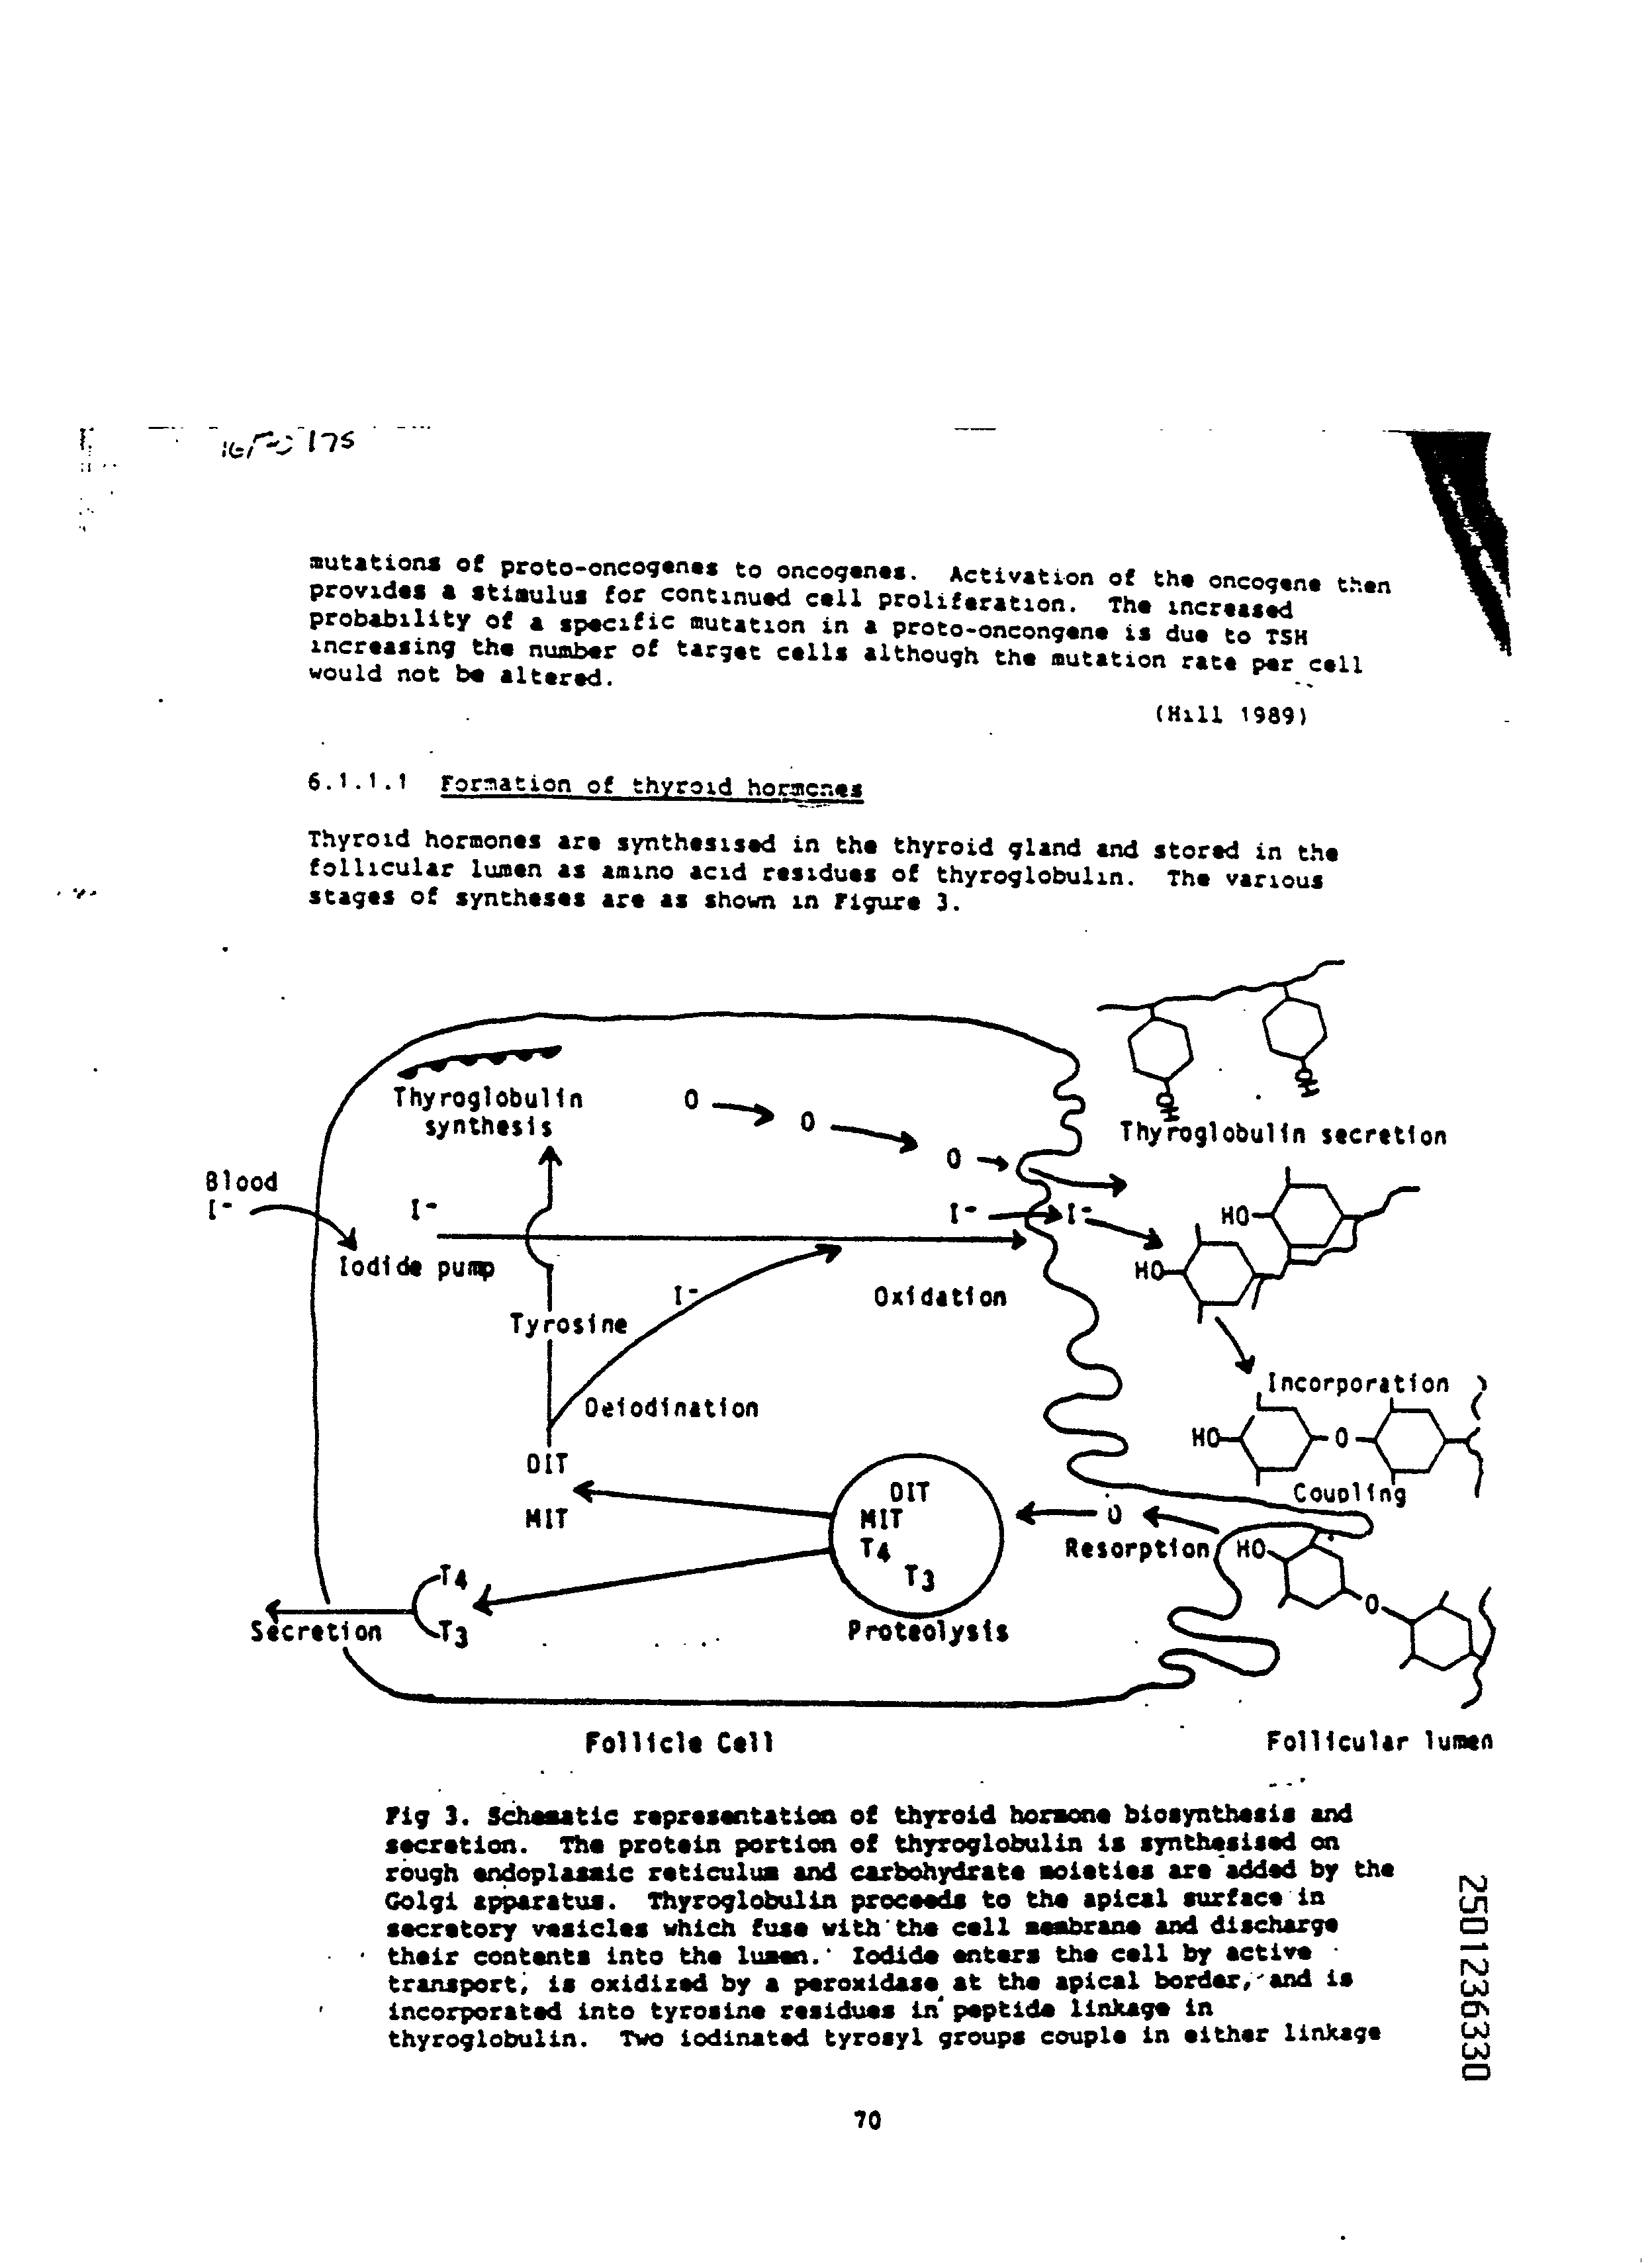 175
mutations of proto-oncogenes to oncogenes. Activation of the oncogene then
provides a stimulus for continued cell proliferation. The increased
probability of a specific mutation in a proto-oncongene is due to TSH
increasing the number of target cells although the mutation rate per cell
would not be altered.
(Hill 1989)
6.1.1.1 Formation of thyroid hormones
Thyroid hormones are synthesised in the thyroid gland and stored in the
follicular lumen as amino acid residues of thyroglobulin. The various
stages of syntheses are as shown in Figure 3.
OH
OH
Thyroglobulin
synthesis
O
O
O
Thyroglobulin secretion
Blood
I-
I-
I-
I-
HO
HO
Iodide pump
Oxidation
I-
Tyrosine
Incorporation
Deiodination
HO
O
DIT
MIT
Coupling
DIT
MIT
T4
T3
O
Resorption
HO
O
T4
T3
Secretion
Proteolysis
Follicle Cell
Follicular lumen
Fig 3. Schematic representation of thyroid hormone biosynthesis and
secretion. The protein portion of thyroglobulin is synthesised on
rough endoplasmic reticulum and carbohydrate moieties are added by the
Golgi apparatus. Thyroglobulin proceeds to the apical surface in
secretory vesicles which fuse with the cell membrane and discharge
their contents into the lumen. Iodide enters the cell by active
transport, is oxidized by a peroxidase at the apical border, and is
incorporated into tyrosine residues in peptide linkage in
thyroglobulin. Two iodinated tyrosyl groups couple in either linkage
2501236330
70